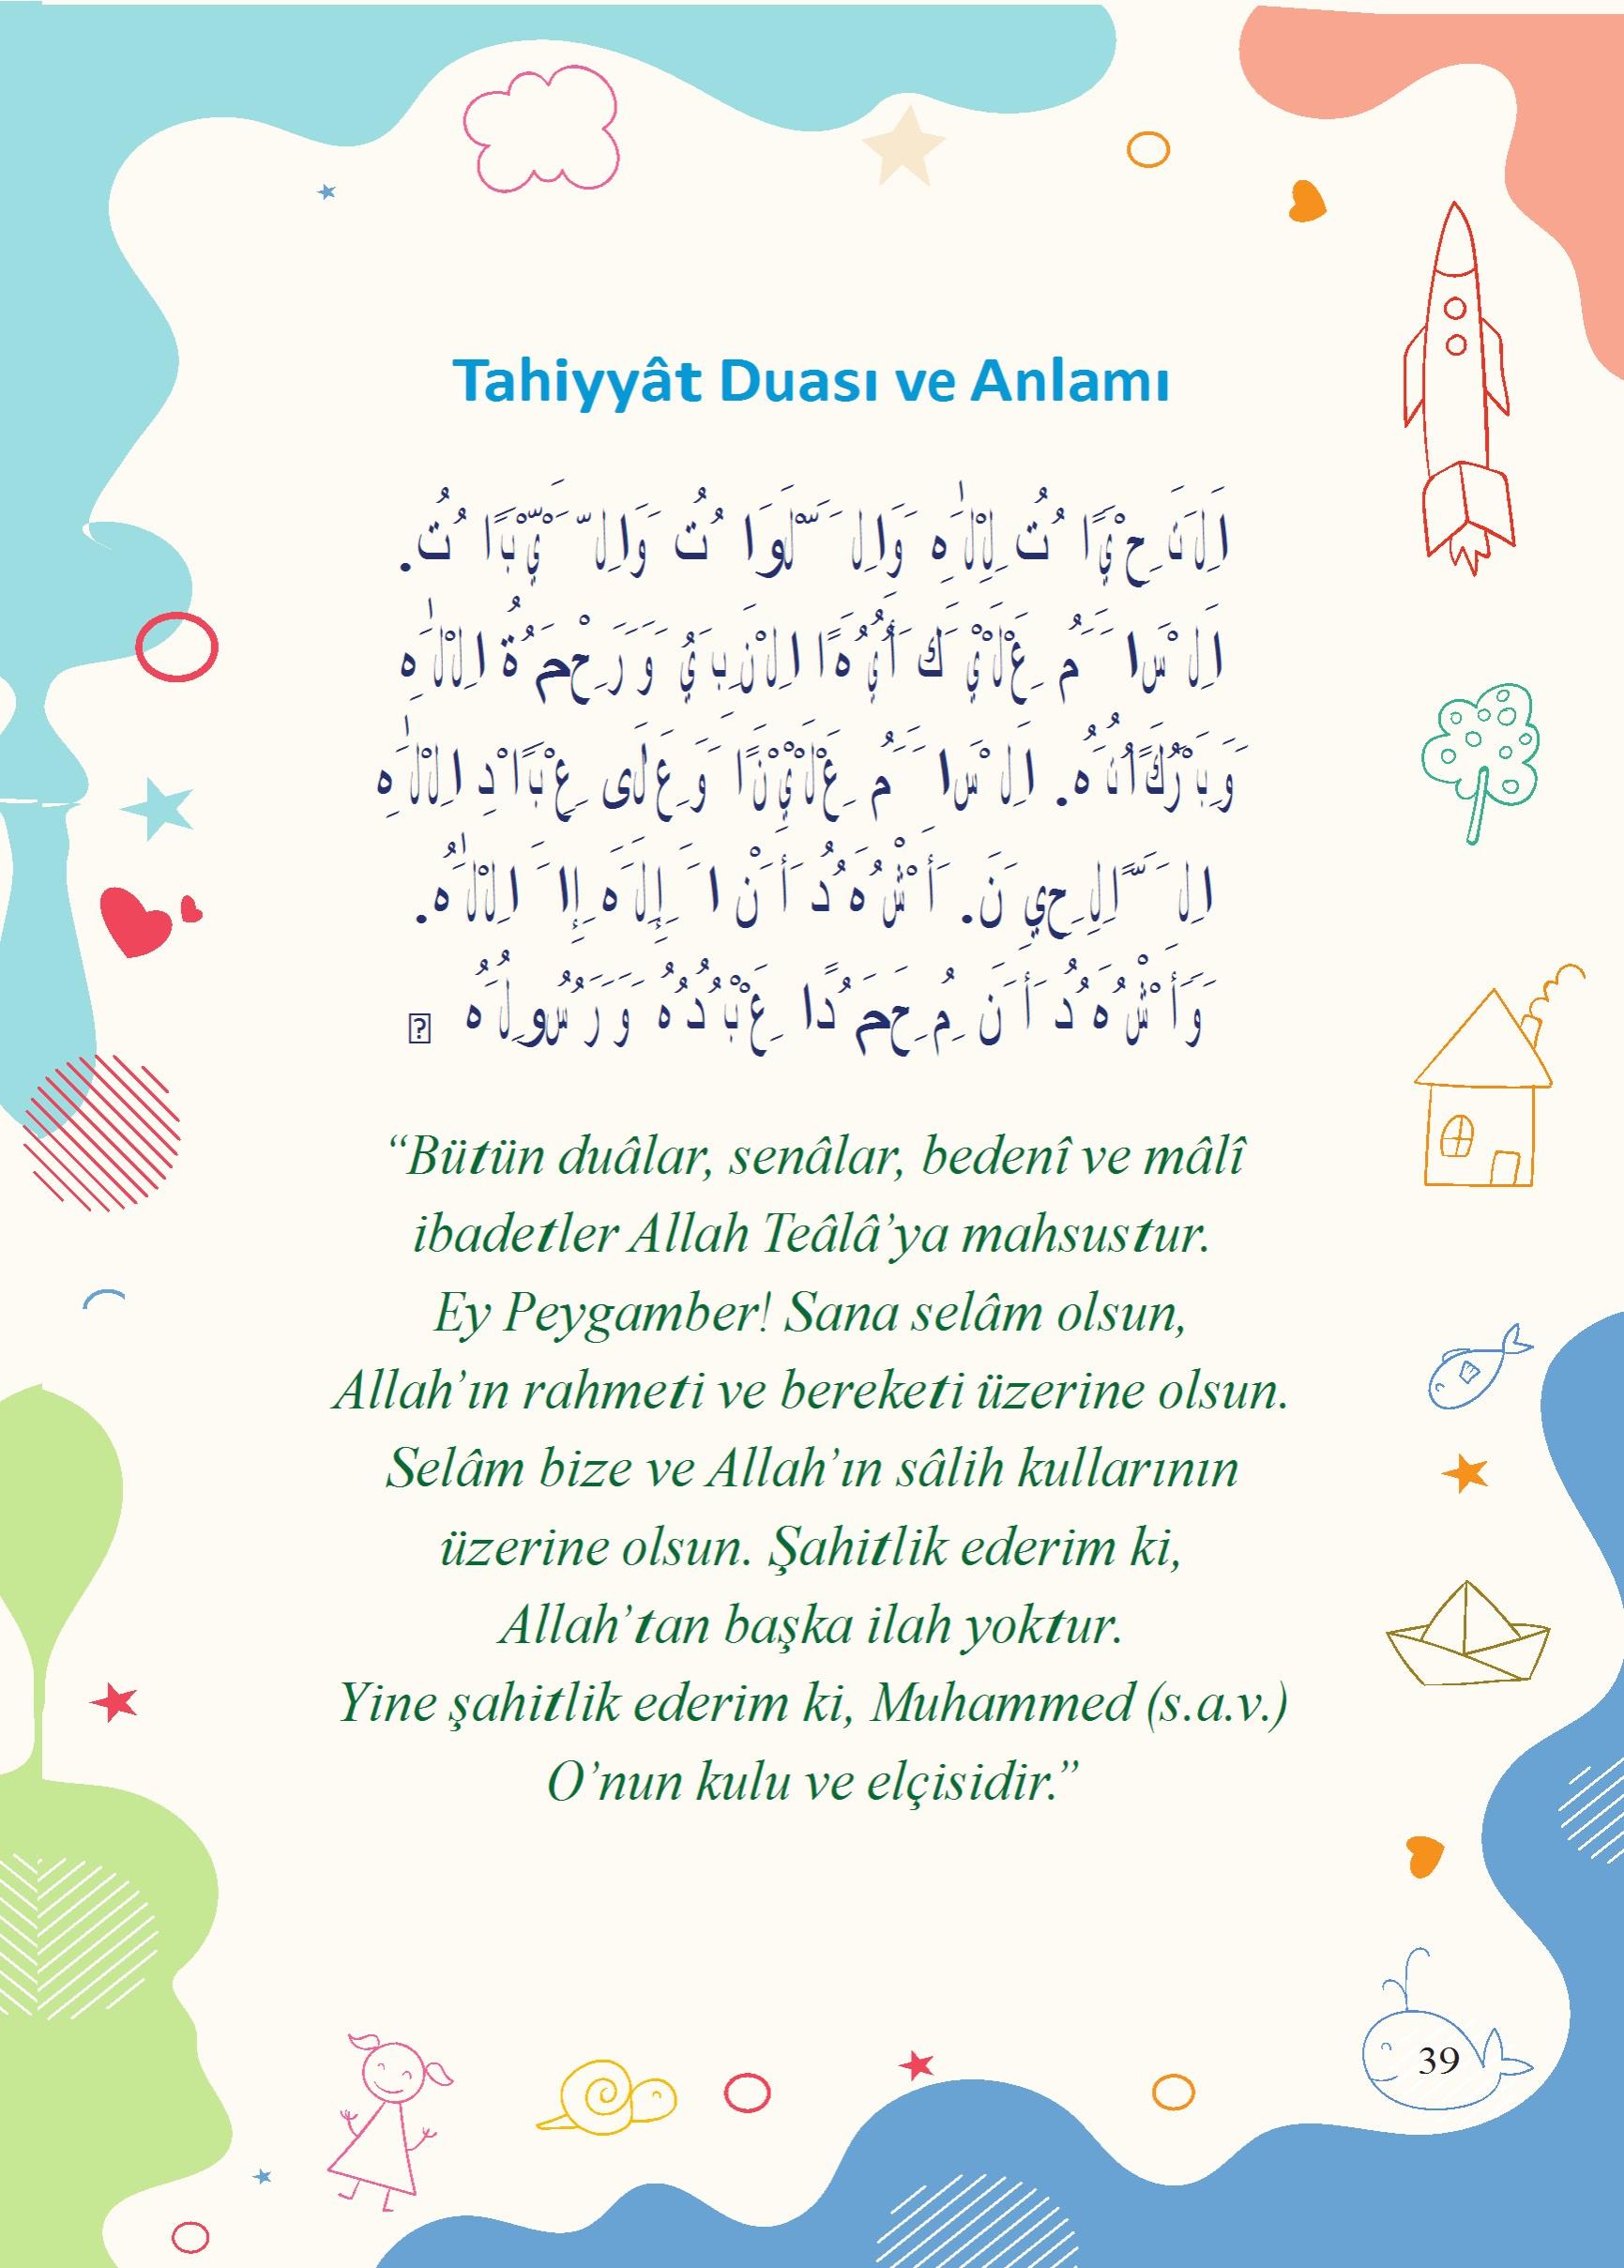 Tahiyyât Duası ve Anlamı
اَلتَّحِيَّاتُ لِلّٰهِ وَالصَّلَوَاتُ وَالطَّيِّبَاتُ.
اَلسَّلَامُ عَلَيْكَ أَيُّهَا النَّبِيُّ وَرَحْمَةُ اللّٰهِ
وَبَرَكَاتُهُ. اَلسَّلَامُ عَلَيْنَا وَعَلَى عِبَادِ اللّٰهِ
الصَّالِحِينَ. أَشْهَدُ أَنْ لَا إِلَهَ إِلَّا اللّٰهُ.
وَأَشْهَدُ أَنَّ مُحَمَّدًا عَبْدُهُ وَرَسُولُهُ
“Bütün duâlar, senâlar, bedenî ve mâlî
ibadetler Allah Teâlâ’ya mahsustur.
Ey Peygamber! Sana selâm olsun,
Allah’ın rahmeti ve bereketi üzerine olsun.
Selâm bize ve Allah’ın sâlih kullarının
üzerine olsun. Şahitlik ederim ki,
Allah’tan başka ilah yoktur.
Yine şahitlik ederim ki, Muhammed (s.a.v.)
O’nun kulu ve elçisidir.”
39